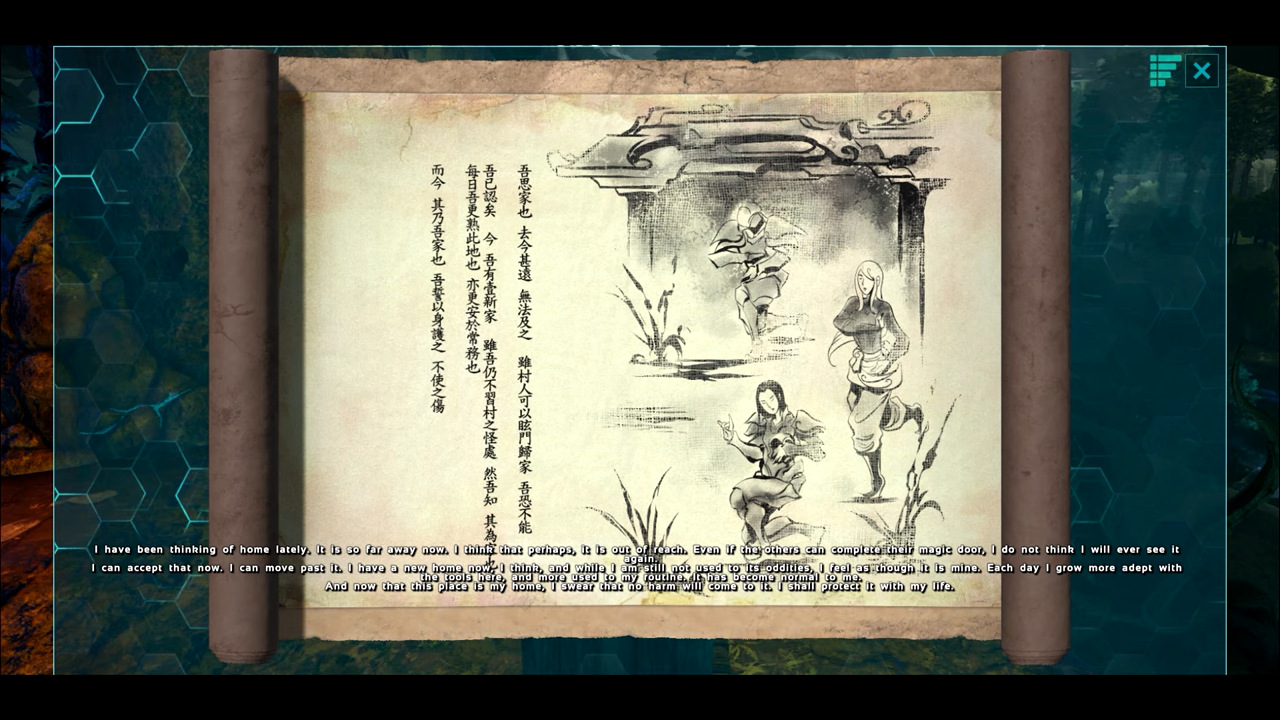 吾思家也 去今甚遠 無法及之 雖村人可以眩門歸家 吾恐不能
吾已認矣 今 吾有壹新家 雖吾仍不習村之怪處 然吾知 其為
每日吾更熟此地也 亦更安於常務也
而今 其乃吾家也 吾誓以身護之 不使之傷
I have been thinking of home lately. It is so far away now. I think that perhaps, it is out of reach. Even if the others can complete their magic door, I do not think I will ever see it
again.
I can accept that now. I can move past it. I have a new home now, I think, and while I am still not used to its oddities, I feel as though it is mine. Each day I grow more adept with
the tools here, and more used to my routine. It has become normal to me.
And now that this place is my home, I swear that no harm will come to it. I shall protect it with my life.